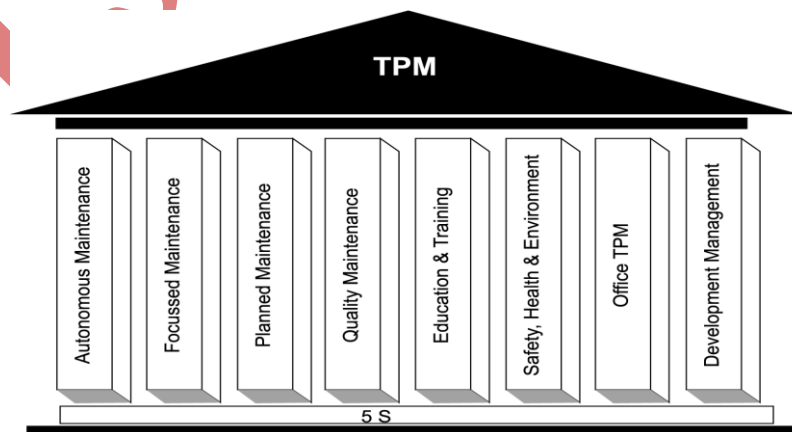 TPM
Autonomous Maintenance
Focussed Maintenance
Planned Maintenance
Quality Maintenance
Education & Training
Safety, Health & Environment
Office TPM
Development Management
5 S